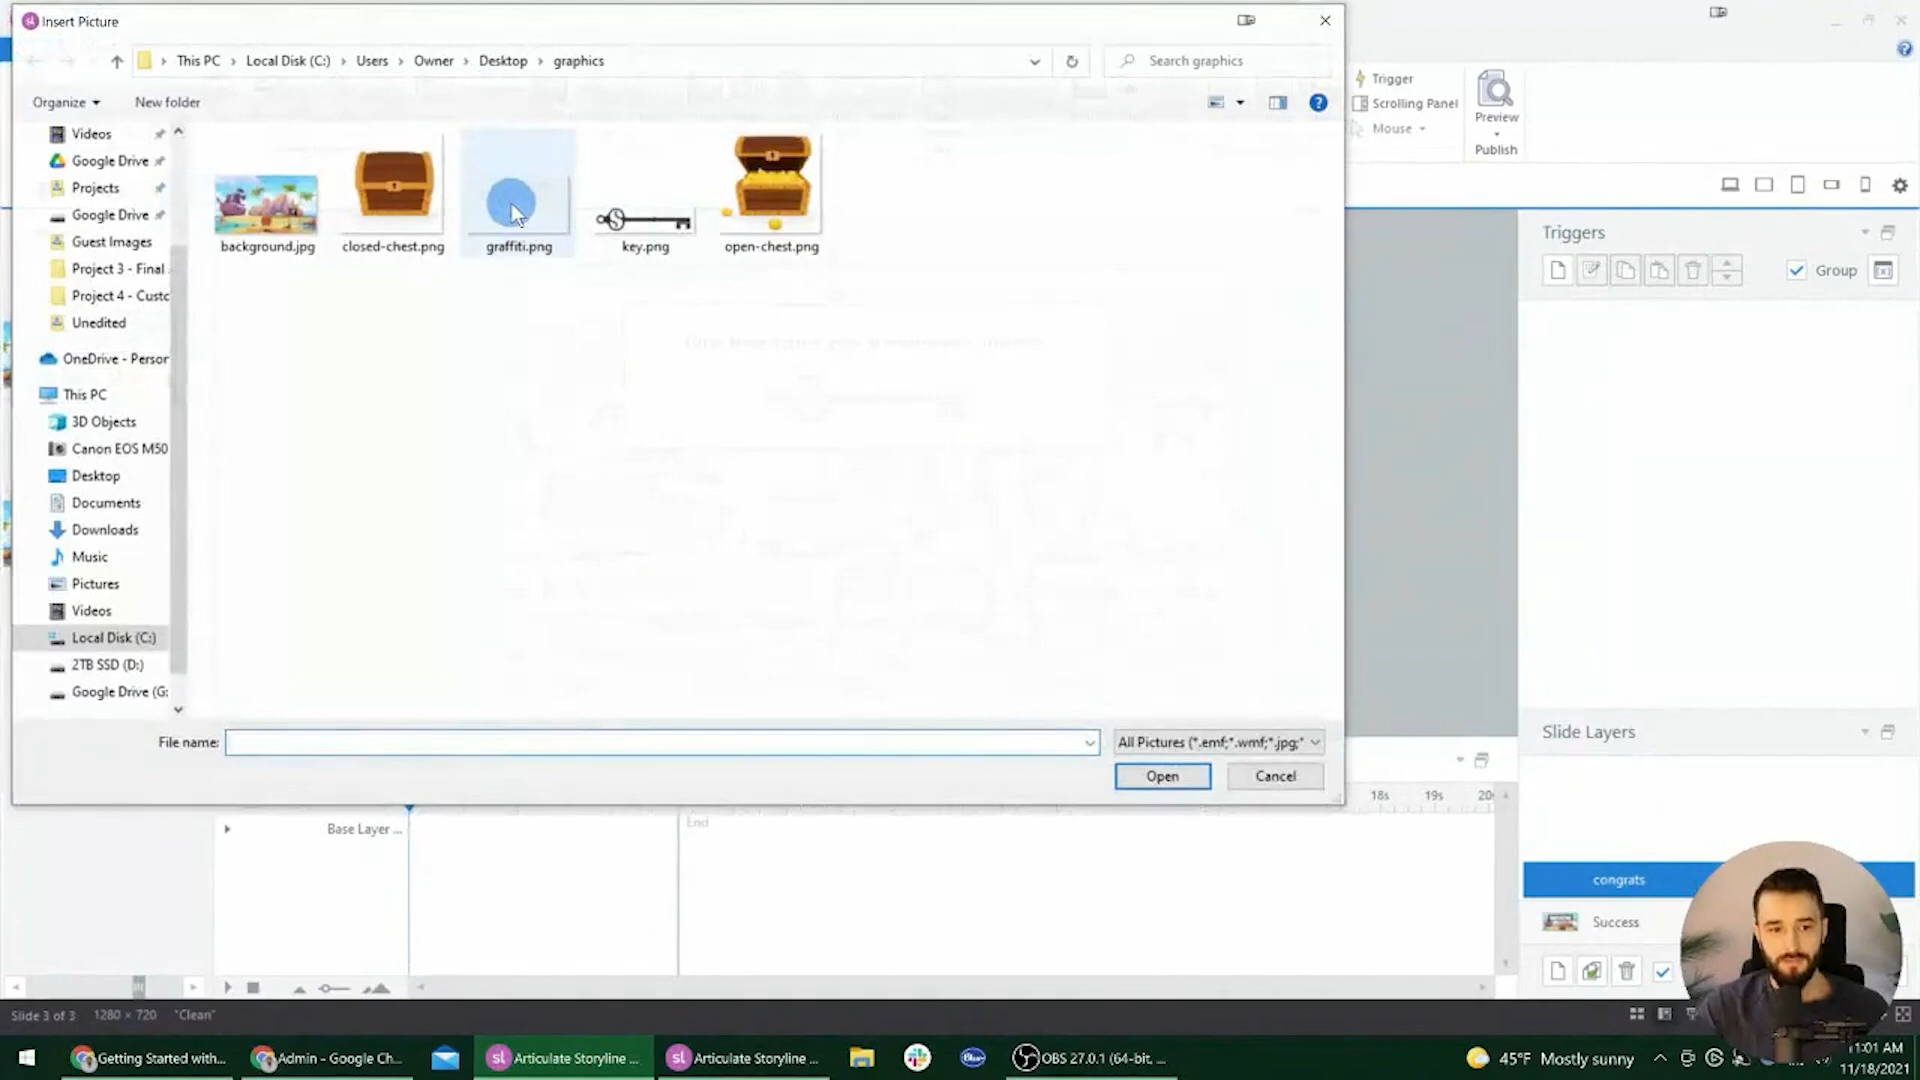 Insert Picture
This PC > Local Disk (C:) > Users > Owner > Desktop > graphics
Search graphics
Organize
New folder
Trigger
Scrolling Panel
Mouse
Preview
Publish
Videos
Google Drive
Projects
Google Drive
Guest Images
Project 3 - Final
Project 4 - Custc
Unedited
OneDrive - Person
This PC
3D Objects
Canon EOS M50
Desktop
Documents
Downloads
Music
Pictures
Videos
Local Disk (C:)
2TB SSD (D:)
Google Drive (G:
background.jpg
closed-chest.png
graffiti.png
key.png
open-chest.png
File name:
All Pictures (*.emf;*.wmf;*.jpg;*
Open
Cancel
Triggers
Group
Slide Layers
congrats
Success
18s 19s 20
Base Layer ...
End
Slide 3 of 3
1280 × 720
"Clean"
Getting Started with...
Admin - Google Ch...
Articulate Storyline ...
Articulate Storyline ...
OBS 27.0.1 (64-bit, ...
45°F Mostly sunny
11:01 AM
11/18/2021